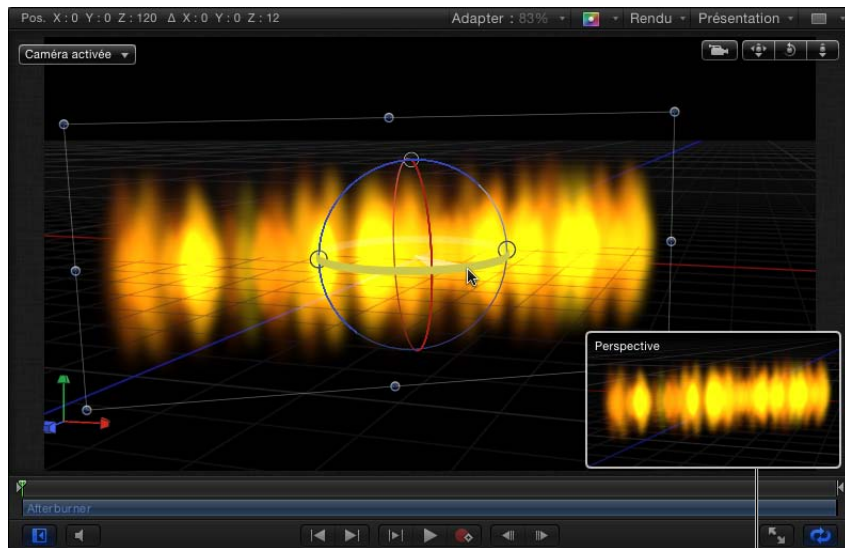 Pos. X : 0 Y : 0 Z : 120 Δ X : 0 Y : 0 Z : 12 Adapter : 83% Rendu Présentation
Caméra activée
Perspective
Afterburner